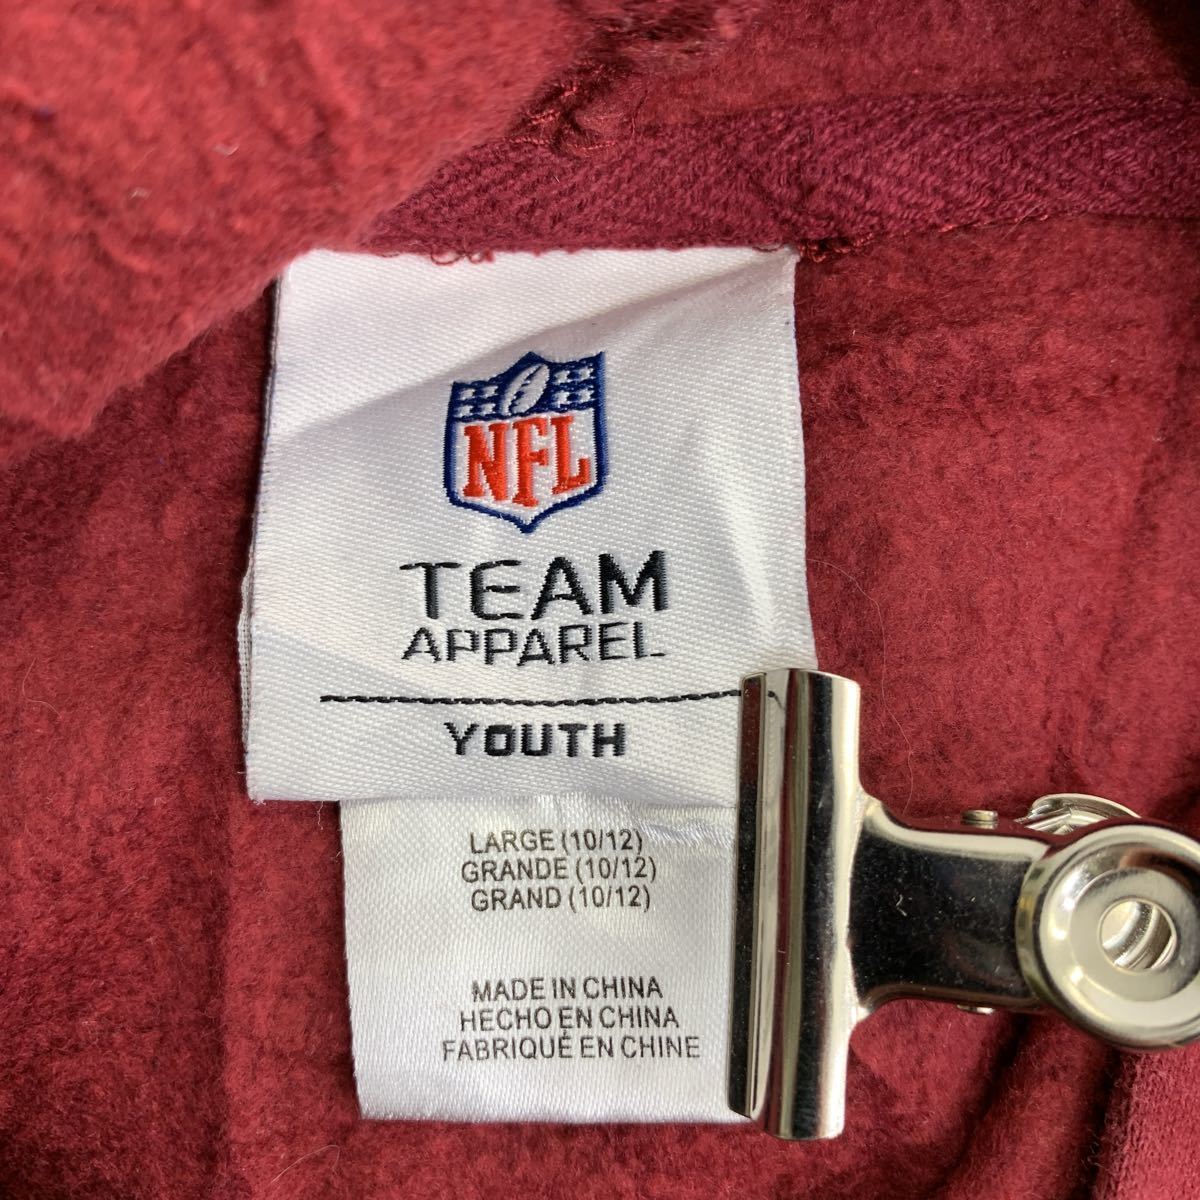 NFL
TEAM
APPAREL
YOUTH
LARGE (10/12)
GRANDE (10/12)
GRAND (10/12)
MADE IN CHINA
HECHO EN CHINA
FABRIQUÉ EN CHINE